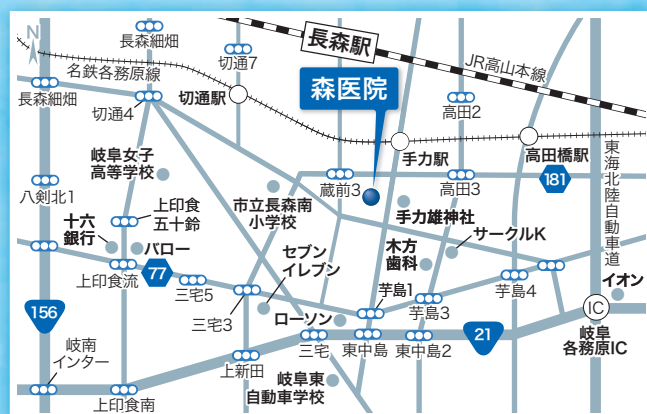 N
長森細畑
切通7
長森駅
JR高山本線
名鉄各務原線
長森細畑
切通4
切通駅
森医院
高田2
手力駅
高田橋駅
東海北陸自動車道
岐阜女子
高等学校
蔵前3
高田3
181
八剣北1
上印食
五十鈴
市立長森南
小学校
手力雄神社
十六
銀行
バロー
セブン
イレブン
木方
歯科
サークルK
上印食流
77
三宅5
芋島1
芋島3
芋島4
イオン
156
三宅3
ローソン
21
IC
岐阜
各務原IC
岐南
インター
上新田
三宅
東中島
東中島2
上印食南
岐阜東
自動車学校